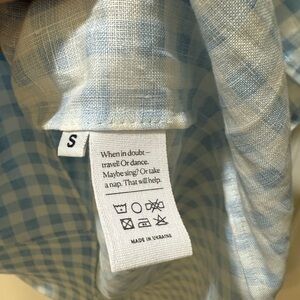 S
When in doubt –
travel! Or dance.
Maybe sing? Or take
a nap. That will help.
MADE IN UKRAINE